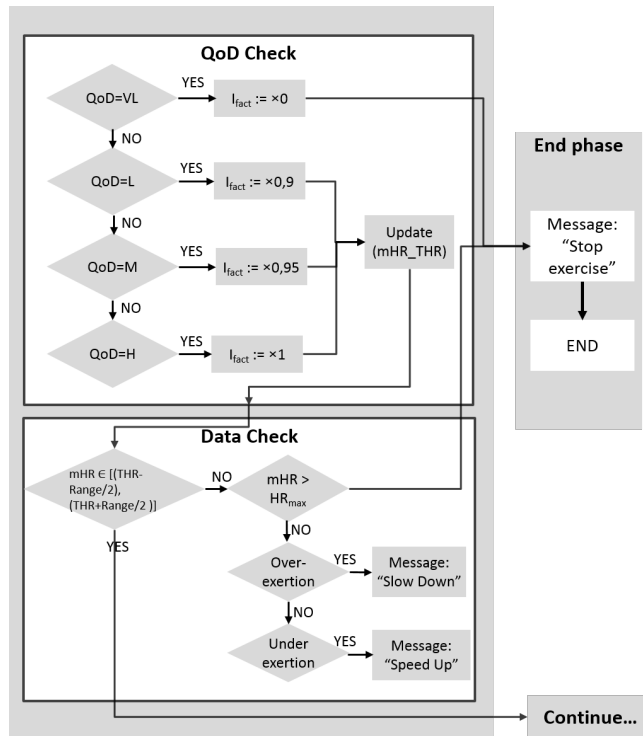 QoD Check
QoD=VL
YES
I_fact := ×0
NO
QoD=L
YES
I_fact := ×0,9
NO
QoD=M
YES
I_fact := ×0,95
NO
QoD=H
YES
I_fact := ×1
Update
(mHR_THR)
End phase
Message:
“Stop
exercise”
END
Data Check
mHR ∈ [(THR-
Range/2),
(THR+Range/2 )]
NO
YES
mHR >
HR_max
NO
Over-
exertion
YES
Message:
“Slow Down”
NO
Under
exertion
YES
Message:
“Speed Up”
Continue…